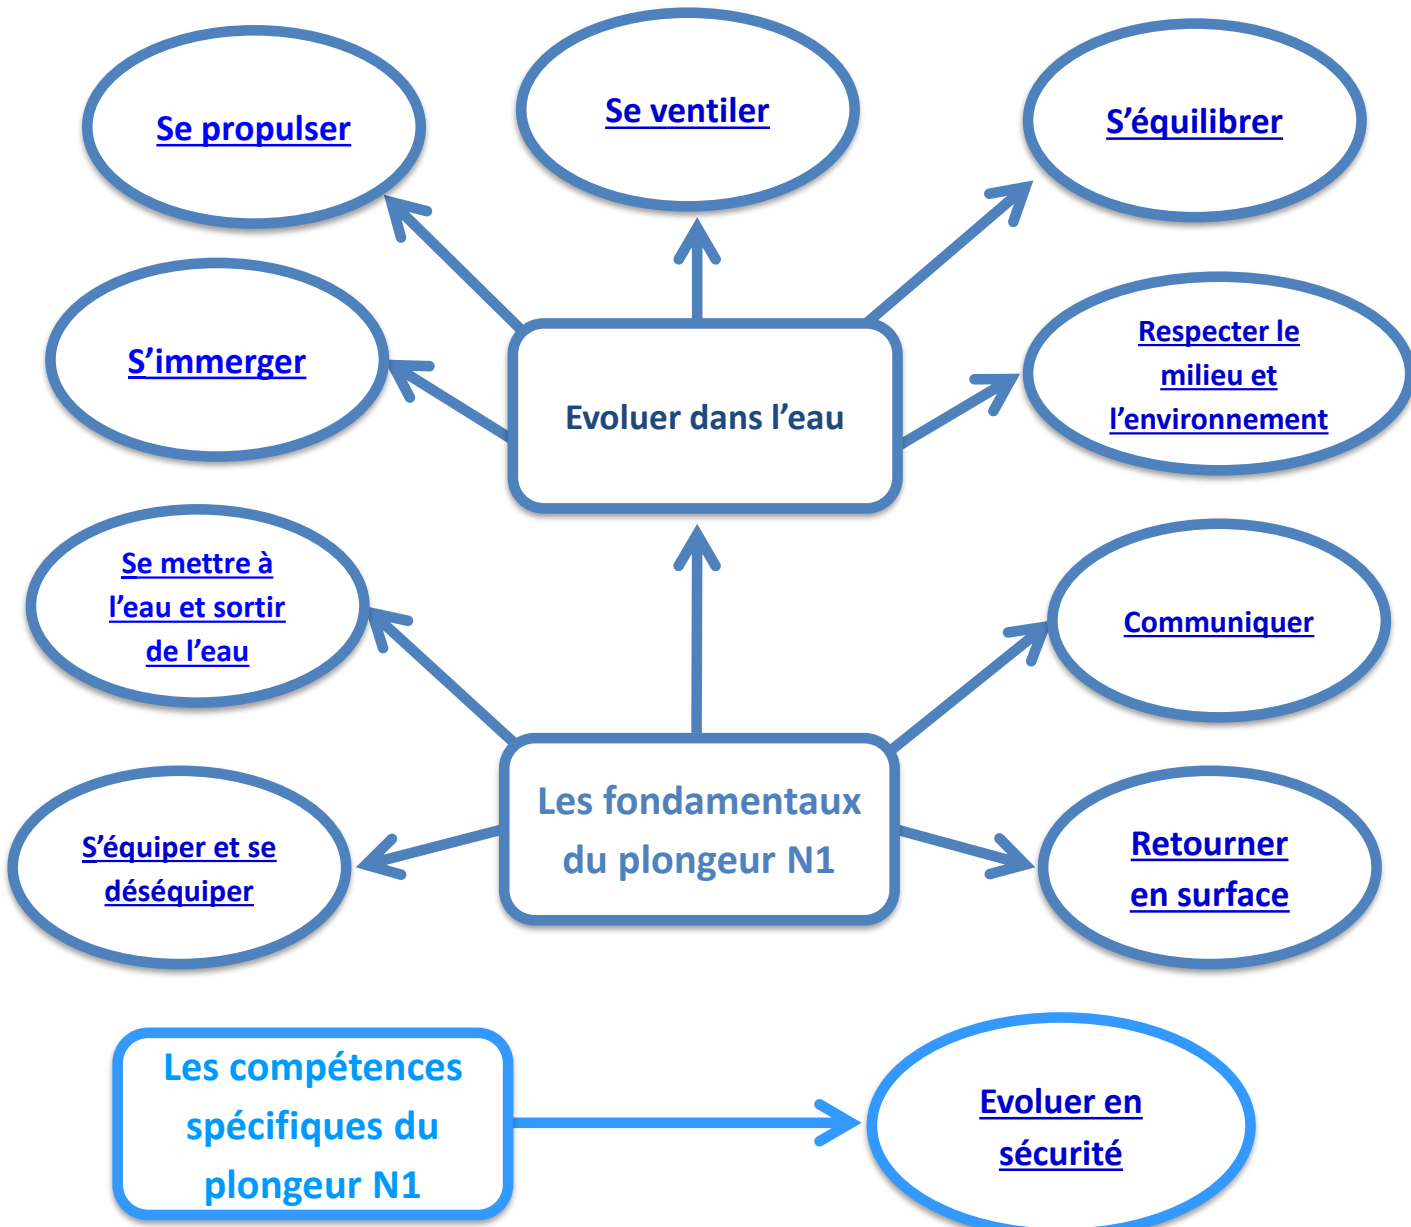 Se propulser
Se ventiler
S’équilibrer
S’immerger
Evoluer dans l’eau
Respecter le
milieu et
l’environnement
Se mettre à
l’eau et sortir
de l’eau
Communiquer
S’équiper et se
déséquiper
Les fondamentaux
du plongeur N1
Retourner
en surface
Les compétences
spécifiques du
plongeur N1
Evoluer en
sécurité